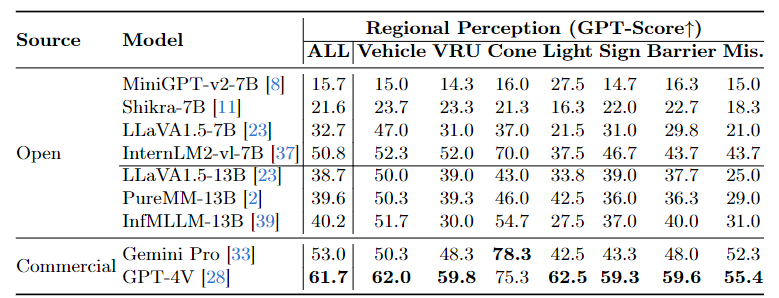 Source Model Regional Perception (GPT-Score↑)
ALL Vehicle VRU Cone Light Sign Barrier Mis.
Open MiniGPT-v2-7B [8] 15.7 15.0 14.3 16.0 27.5 14.7 16.3 15.0
Shikra-7B [11] 21.6 23.7 23.3 21.3 16.3 22.0 22.7 18.3
LLaVA1.5-7B [23] 32.7 47.0 31.0 37.0 21.5 31.0 29.8 21.0
InternLM2-vl-7B [37] 50.8 52.3 52.0 70.0 37.5 46.7 43.7 43.7
LLaVA1.5-13B [23] 38.7 50.0 39.0 43.0 33.8 39.0 37.7 25.0
PureMM-13B [2] 39.6 50.3 39.3 46.0 42.5 36.0 36.3 29.0
InfMLLM-13B [39] 40.2 51.7 30.0 54.7 27.5 37.0 40.0 31.0
Commercial Gemini Pro [33] 53.0 50.3 48.3 78.3 42.5 43.3 48.0 52.3
GPT-4V [28] 61.7 62.0 59.8 75.3 62.5 59.3 59.6 55.4